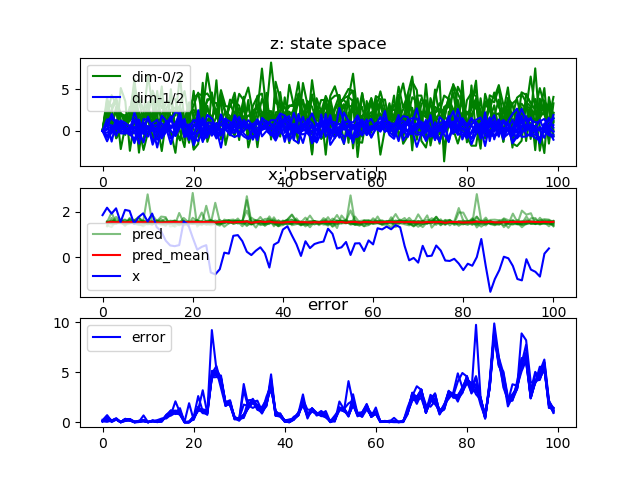 z: state space
5
0
dim-0/2
dim-1/2
0 20 40 60 80 100
x: observation
2
0
pred
pred_mean
x
0 20 40 60 80 100
error
10
5
0
error
0 20 40 60 80 100